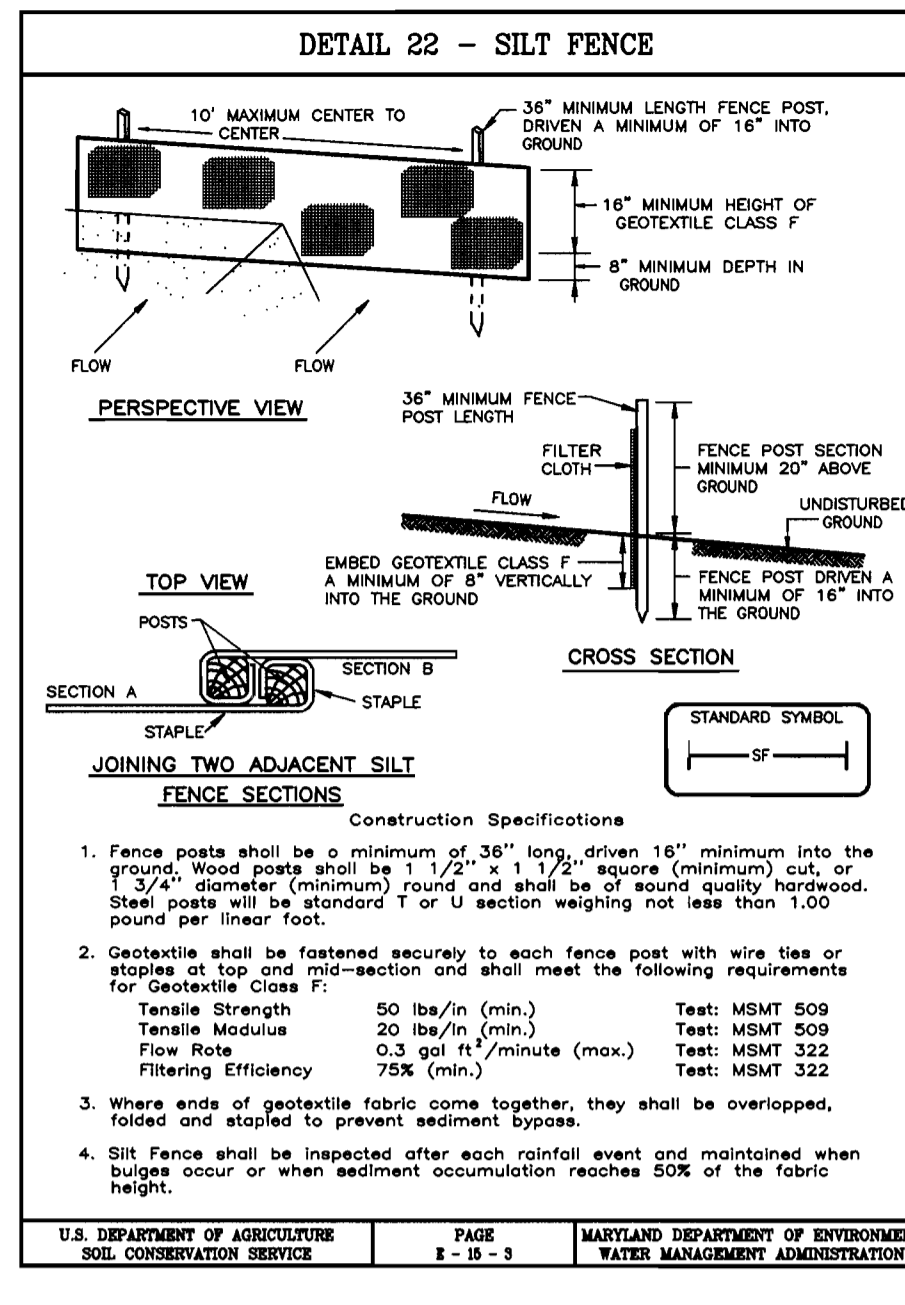 DETAIL 22 – SILT FENCE
10' MAXIMUM CENTER TO
CENTER
36" MINIMUM LENGTH FENCE POST,
DRIVEN A MINIMUM OF 16" INTO
GROUND
16" MINIMUM HEIGHT OF
GEOTEXTILE CLASS F
8" MINIMUM DEPTH IN
GROUND
FLOW
FLOW
PERSPECTIVE VIEW
36" MINIMUM FENCE
POST LENGTH
FILTER
CLOTH
FLOW
FENCE POST SECTION
MINIMUM 20" ABOVE
GROUND
UNDISTURBED
GROUND
EMBED GEOTEXTILE CLASS F
A MINIMUM OF 8" VERTICALLY
INTO THE GROUND
FENCE POST DRIVEN A
MINIMUM OF 16" INTO
THE GROUND
CROSS SECTION
TOP VIEW
POSTS
SECTION B
SECTION A
STAPLE
STAPLE
JOINING TWO ADJACENT SILT
FENCE SECTIONS
STANDARD SYMBOL
SF
Construction Specificotions
1. Fence posts sholl be o minimum of 36'' long, driven 16'' minimum into the
ground. Wood posts sholl be 1 1/2'' x 1 1/2'' squore (minimum) cut, or
1 3/4'' diameter (minimum) round and shall be of sound quality hardwood.
Steel posts will be standard T or U section weighing not less than 1.00
pound per linear foot.
2. Geotextile shall be fastened securely to each fence post with wire ties or
staples at top and mid–section and shall meet the following requirements
for Geotextile Class F:
Tensile Strength 50 lbs/in (min.) Test: MSMT 509
Tensile Madulus 20 lbs/in (min.) Test: MSMT 509
Flow Rote 0.3 gal ft²/minute (max.) Test: MSMT 322
Filtering Efficiency 75% (min.) Test: MSMT 322
3. Where ends of geotextile fabric come together, they shall be overlopped,
folded and stapled to prevent sediment bypass.
4. Silt Fence shall be inspected after each rainfall event and maintained when
bulges occur or when sediment occumulation reaches 50% of the fabric
height.
U.S. DEPARTMENT OF AGRICULTURE
SOIL CONSERVATION SERVICE
PAGE
E – 15 – 3
MARYLAND DEPARTMENT OF ENVIRONME
WATER MANAGEMENT ADMINISTRATION